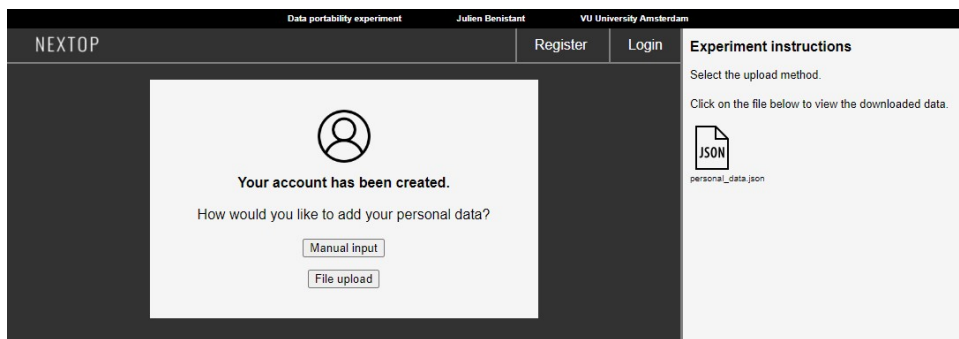 Data portability experiment Julien Benistant VU University Amsterdam
NEXTOP Register Login
Your account has been created.
How would you like to add your personal data?
Manual input
File upload
Experiment instructions
Select the upload method.
Click on the file below to view the downloaded data.
JSON
personal_data.json